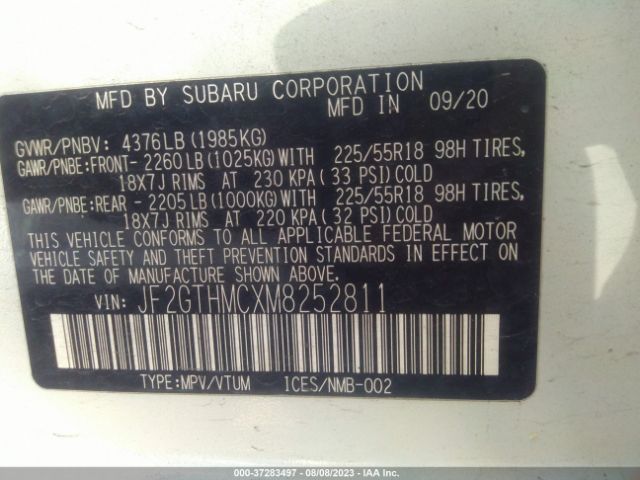 MFD BY SUBARU CORPORATION
MFD IN 09/20
GVWR/PNBV: 4376LB (1985KG)
GAWR/PNBE:FRONT- 2260LB (1025KG)WITH 225/55R18 98H TIRES,
18X7J RIMS AT 230 KPA( 33 PSI) COLD
GAWR/PNBE:REAR - 2205LB (1000KG)WITH 225/55R18 98H TIRES,
18X7J RIMS AT 220 KPA( 32 PSI) COLD
THIS VEHICLE CONFORMS TO ALL APPLICABLE FEDERAL MOTOR
VEHICLE SAFETY AND THEFT PREVENTION STANDARDS IN EFFECT ON
THE DATE OF MANUFACTURE SHOWN ABOVE.
VIN: JF2GTHMCXM8252811
TYPE:MPV/VTUM ICES/NMB-002
000-37283497 - 08/08/2023 - IAA Inc.